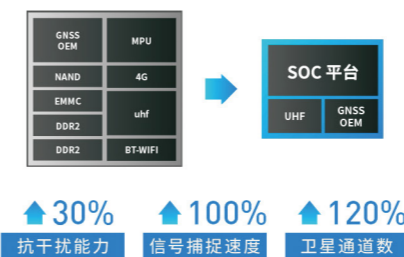 GNSS
OEM
MPU
NAND
4G
EMMC
uhf
DDR2
DDR2
BT-WIFI
SOC 平台
UHF
GNSS
OEM
30%
100%
120%
抗干扰能力
信号捕捉速度
卫星通道数